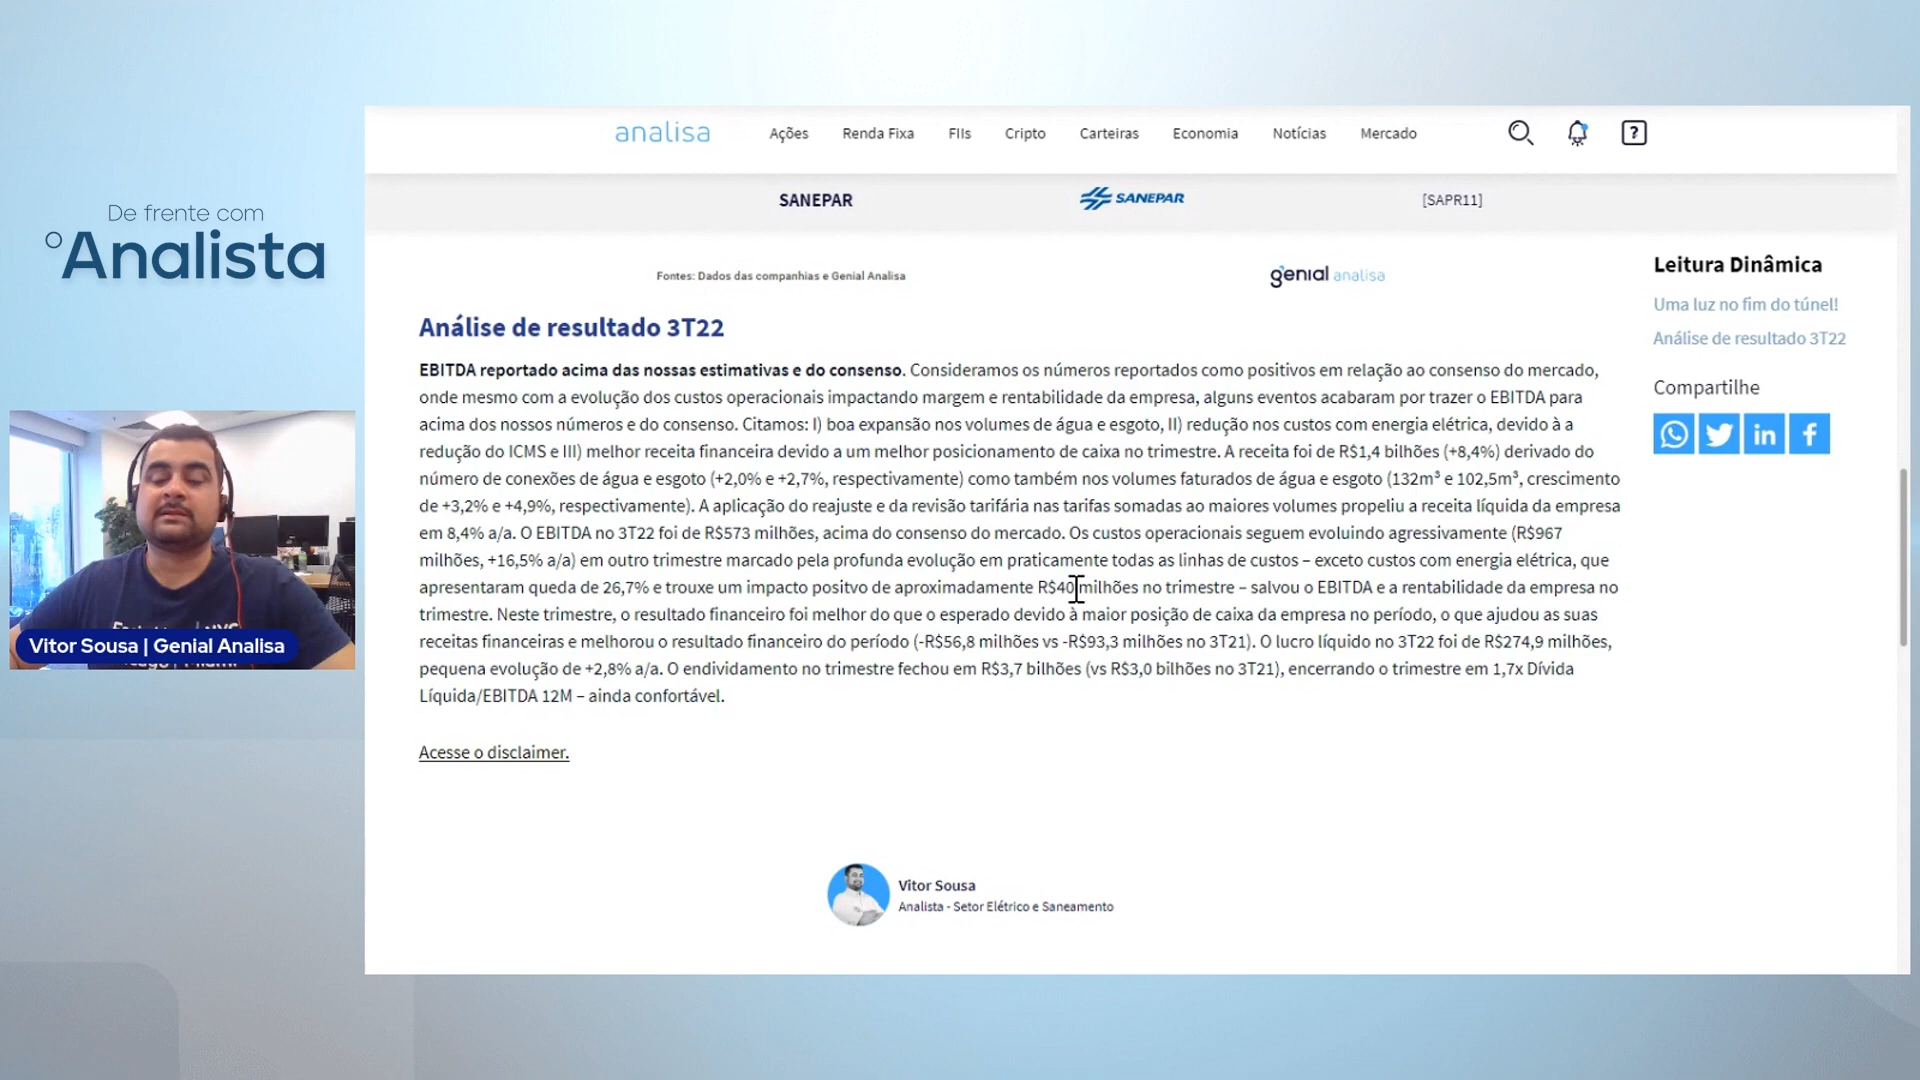 De frente com
°Analista
Vitor Sousa | Genial Analisa
analisa
Ações
Renda Fixa
FIIs
Cripto
Carteiras
Economia
Notícias
Mercado
?
SANEPAR
SANEPAR
[SAPR11]
Fontes: Dados das companhias e Genial Analisa
genial analisa
Análise de resultado 3T22
EBITDA reportado acima das nossas estimativas e do consenso. Consideramos os números reportados como positivos em relação ao consenso do mercado,
onde mesmo com a evolução dos custos operacionais impactando margem e rentabilidade da empresa, alguns eventos acabaram por trazer o EBITDA para
acima dos nossos números e do consenso. Citamos: I) boa expansão nos volumes de água e esgoto, II) redução nos custos com energia elétrica, devido à a
redução do ICMS e III) melhor receita financeira devido a um melhor posicionamento de caixa no trimestre. A receita foi de R$1,4 bilhões (+8,4%) derivado do
número de conexões de água e esgoto (+2,0% e +2,7%, respectivamente) como também nos volumes faturados de água e esgoto (132m³ e 102,5m³, crescimento
de +3,2% e +4,9%, respectivamente). A aplicação do reajuste e da revisão tarifária nas tarifas somadas ao maiores volumes propeliu a receita líquida da empresa
em 8,4% a/a. O EBITDA no 3T22 foi de R$573 milhões, acima do consenso do mercado. Os custos operacionais seguem evoluindo agressivamente (R$967
milhões, +16,5% a/a) em outro trimestre marcado pela profunda evolução em praticamente todas as linhas de custos – exceto custos com energia elétrica, que
apresentaram queda de 26,7% e trouxe um impacto positvo de aproximadamente R$40 milhões no trimestre – salvou o EBITDA e a rentabilidade da empresa no
trimestre. Neste trimestre, o resultado financeiro foi melhor do que o esperado devido à maior posição de caixa da empresa no período, o que ajudou as suas
receitas financeiras e melhorou o resultado financeiro do período (-R$56,8 milhões vs -R$93,3 milhões no 3T21). O lucro líquido no 3T22 foi de R$274,9 milhões,
pequena evolução de +2,8% a/a. O endividamento no trimestre fechou em R$3,7 bilhões (vs R$3,0 bilhões no 3T21), encerrando o trimestre em 1,7x Dívida
Líquida/EBITDA 12M – ainda confortável.
Acesse o disclaimer.
Vitor Sousa
Analista - Setor Elétrico e Saneamento
Leitura Dinâmica
Uma luz no fim do túnel!
Análise de resultado 3T22
Compartilhe